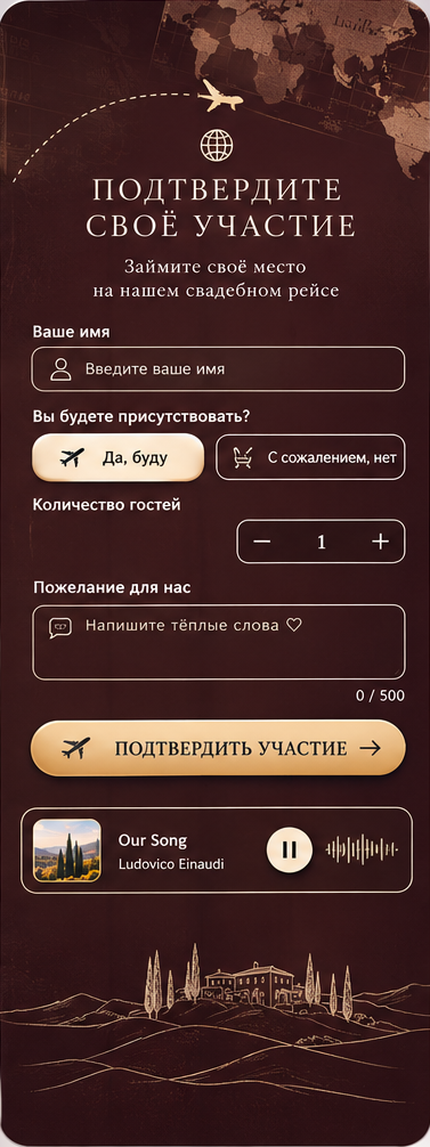 ПОДТВЕРДИТЕ
СВОЁ УЧАСТИЕ
Займите своё место
на нашем свадебном рейсе
Ваше имя
Введите ваше имя
Вы будете присутствовать?
Да, буду
С сожалением, нет
Количество гостей
− 1 +
Пожелание для нас
Напишите тёплые слова ♡
0 / 500
ПОДТВЕРДИТЬ УЧАСТИЕ →
Our Song
Ludovico Einaudi